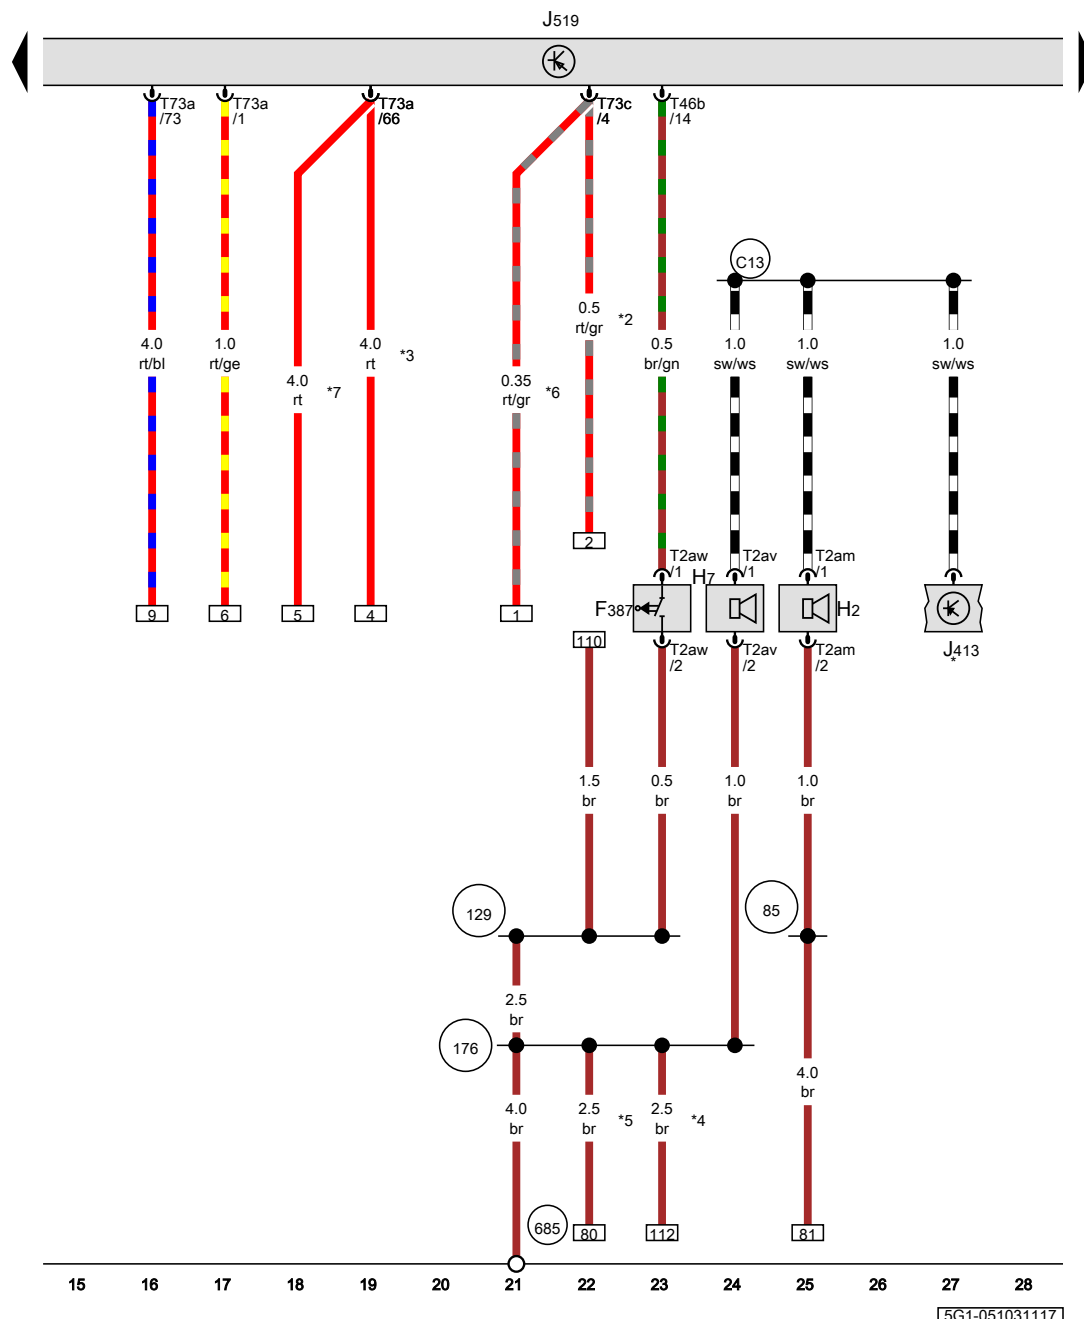 J519
T73a
/73
T73a
/1
T73a
/66
T73c
/4
T46b
/14
C13
0.5
rt/gr
*2
4.0
rt/bl
1.0
rt/ge
4.0
rt
*3
0.5
br/gn
1.0
sw/ws
1.0
sw/ws
1.0
sw/ws
4.0
rt
*7
0.35
rt/gr
*6
2
T2aw
/1
T2av
/1
T2am
/1
H7
F387
H2
9
6
5
4
1
110
T2aw
/2
T2av
/2
T2am
/2
J413
*
1.5
br
0.5
br
1.0
br
1.0
br
129
85
2.5
br
176
4.0
br
4.0
br
2.5
br
*5
2.5
br
*4
685
80
112
81
15 16 17 18 19 20 21 22 23 24 25 26 27 28
5G1-051031117